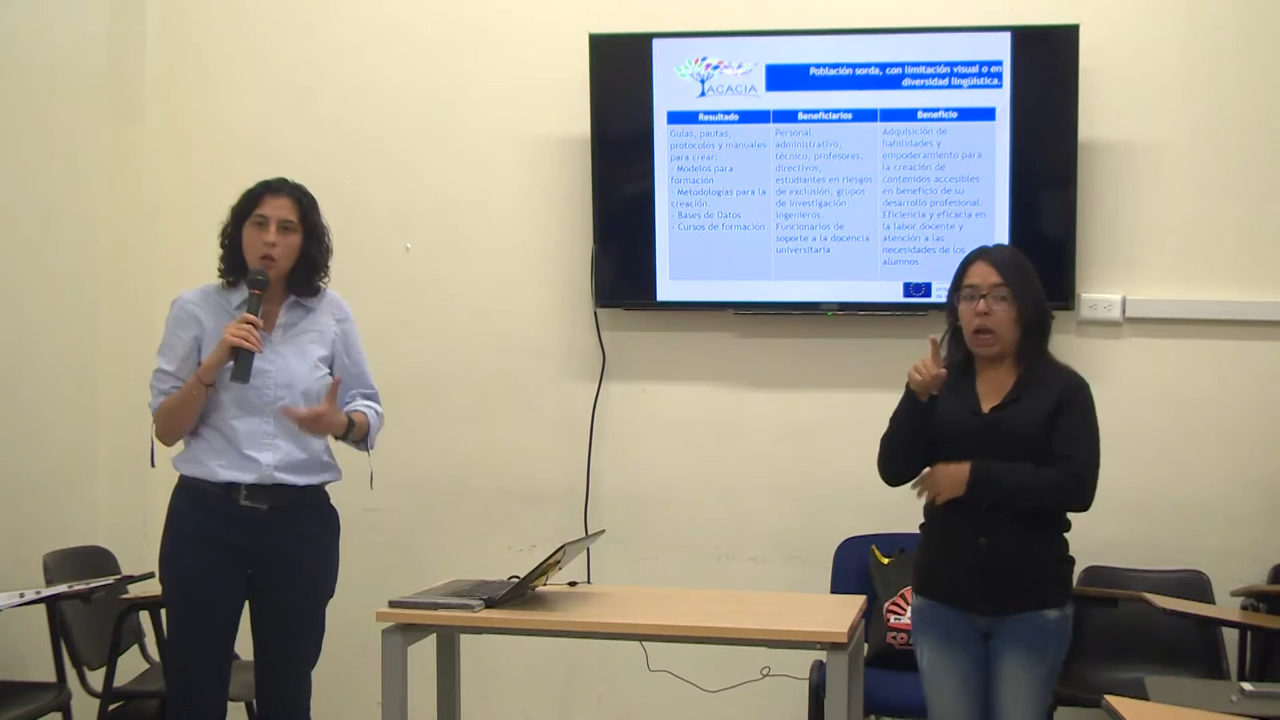 ACACIA
Población sorda, con limitación visual o en
diversidad lingüística.
Resultado
Guías, pautas,
protocolos y manuales
para crear:
- Modelos para
formación
- Metodologías para la
creación.
- Bases de Datos
- Cursos de formación
Beneficiarios
Personal
administrativo,
técnico, profesores,
directivos,
estudiantes en riesgos
de exclusión, grupos
de investigación,
ingenieros.
Funcionarios de
soporte a la docencia
universitaria
Beneficio
Adquisición de
habilidades y
empoderamiento para
la creación de
contenidos accesibles
en beneficio de su
desarrollo profesional.
Eficiencia y eficacia en
la labor docente y
atención a las
necesidades de los
alumnos.